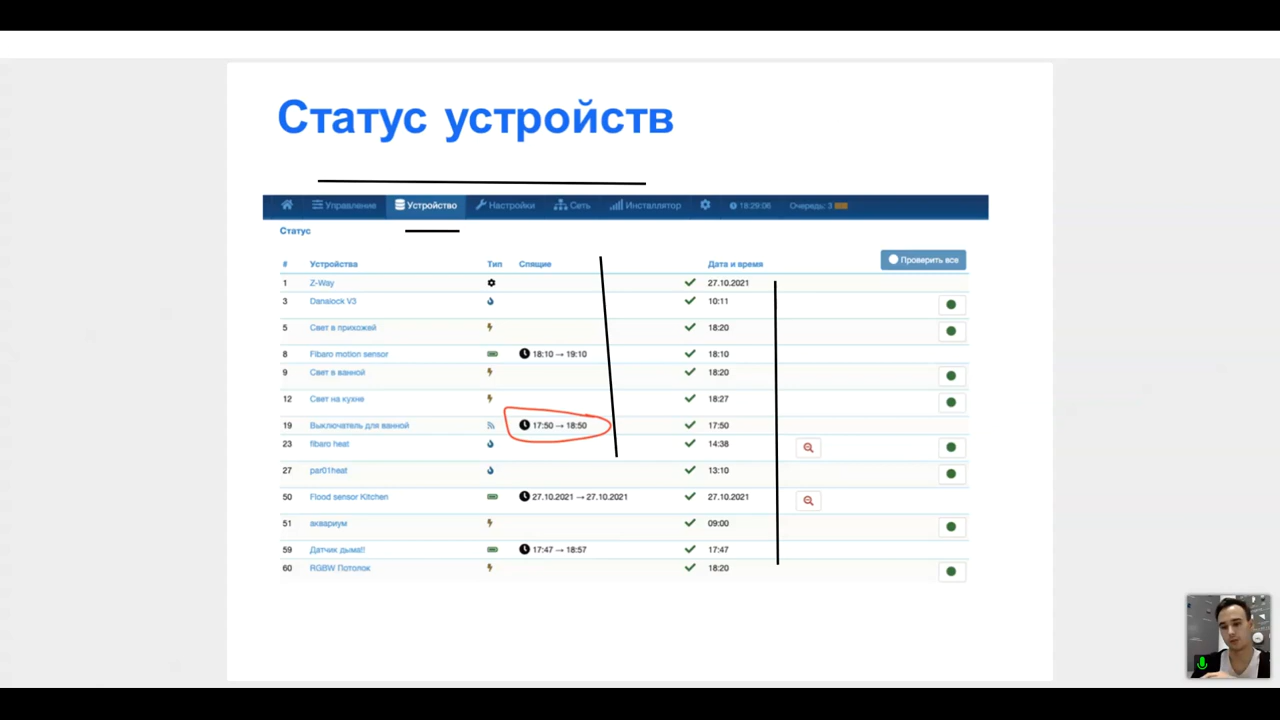 Статус устройств
Управление Устройство Настройки Сеть Инсталлятор 18:29:06 Очередь: 3
Статус
# Устройства Тип Спящие Дата и время Проверить все
1 Z-Way 27.10.2021
3 Danalock V3 10:11
5 Свет в прихожей 18:20
8 Fibaro motion sensor 18:10 → 19:10 18:10
9 Свет в ванной 18:20
12 Свет на кухне 18:27
19 Выключатель для ванной 17:50 → 18:50 17:50
23 fibaro heat 14:38
27 par01heat 13:10
50 Flood sensor Kitchen 27.10.2021 → 27.10.2021 27.10.2021
51 аквариум 09:00
59 Датчик дыма!! 17:47 → 18:57 17:47
60 RGBW Потолок 18:20